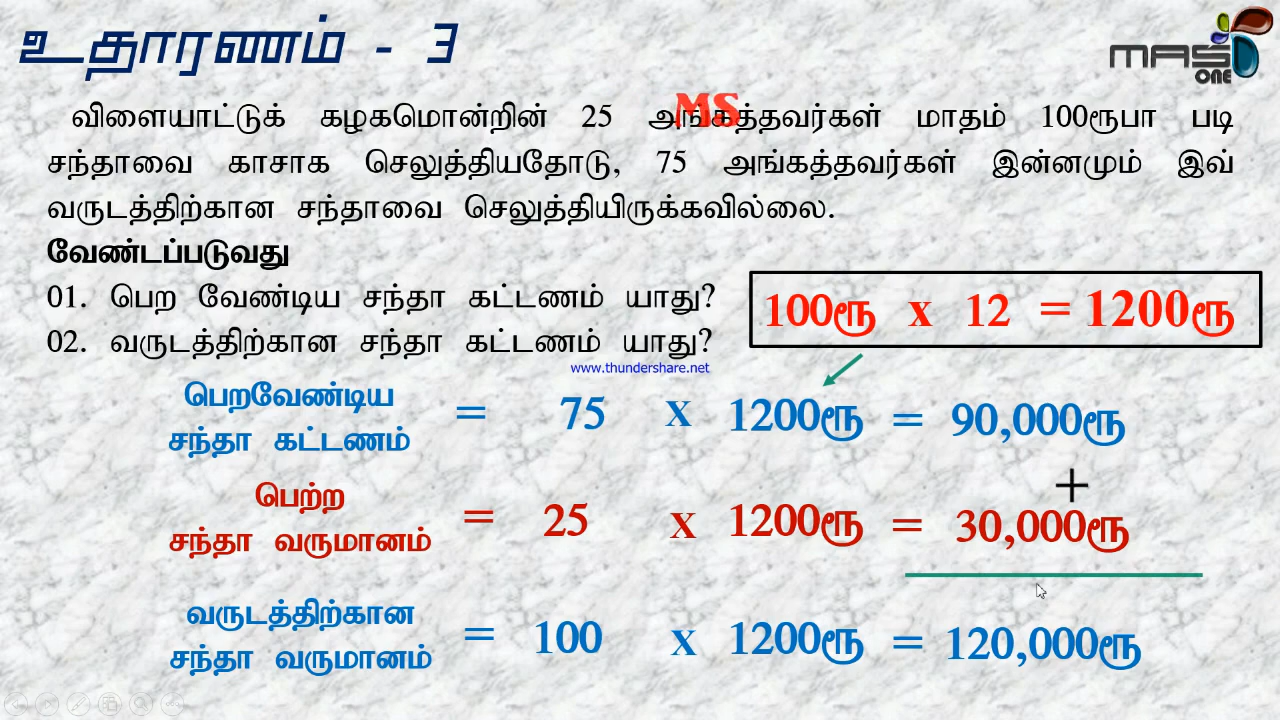 உதாரணம் - 3
MAS
ONE
விளையாட்டுக் கழகமொன்றின் 25 அங்கத்தவர்கள் மாதம் 100ரூபா படி
MS
சந்தாவை காசாக செலுத்தியதோடு, 75 அங்கத்தவர்கள் இன்னமும் இவ்
வருடத்திற்கான சந்தாவை செலுத்தியிருக்கவில்லை.
வேண்டப்படுவது
01. பெற வேண்டிய சந்தா கட்டணம் யாது?
100ரூ x 12 = 1200ரூ
02. வருடத்திற்கான சந்தா கட்டணம் யாது?
www.thundershare.net
பெறவேண்டிய
சந்தா கட்டணம் = 75 x 1200ரூ = 90,000ரூ
+
பெற்ற
சந்தா வருமானம் = 25 x 1200ரூ = 30,000ரூ
வருடத்திற்கான
சந்தா வருமானம் = 100 x 1200ரூ = 120,000ரூ